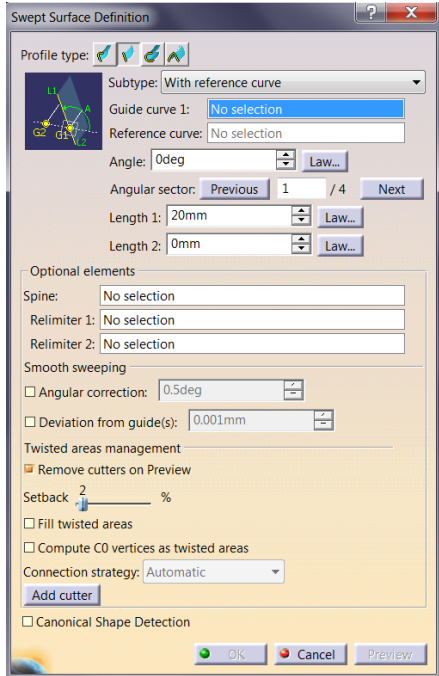 Swept Surface Definition
? X
Profile type:
Subtype: With reference curve
Guide curve 1: No selection
Reference curve: No selection
Angle: 0deg Law...
Angular sector: Previous 1 / 4 Next
Length 1: 20mm Law...
Length 2: 0mm Law...
L1
A
G2 G1
L2
Optional elements
Spine: No selection
Relimiter 1: No selection
Relimiter 2: No selection
Smooth sweeping
Angular correction: 0.5deg
Deviation from guide(s): 0.001mm
Twisted areas management
Remove cutters on Preview
Setback 2 %
Fill twisted areas
Compute C0 vertices as twisted areas
Connection strategy: Automatic
Add cutter
Canonical Shape Detection
OK Cancel Preview